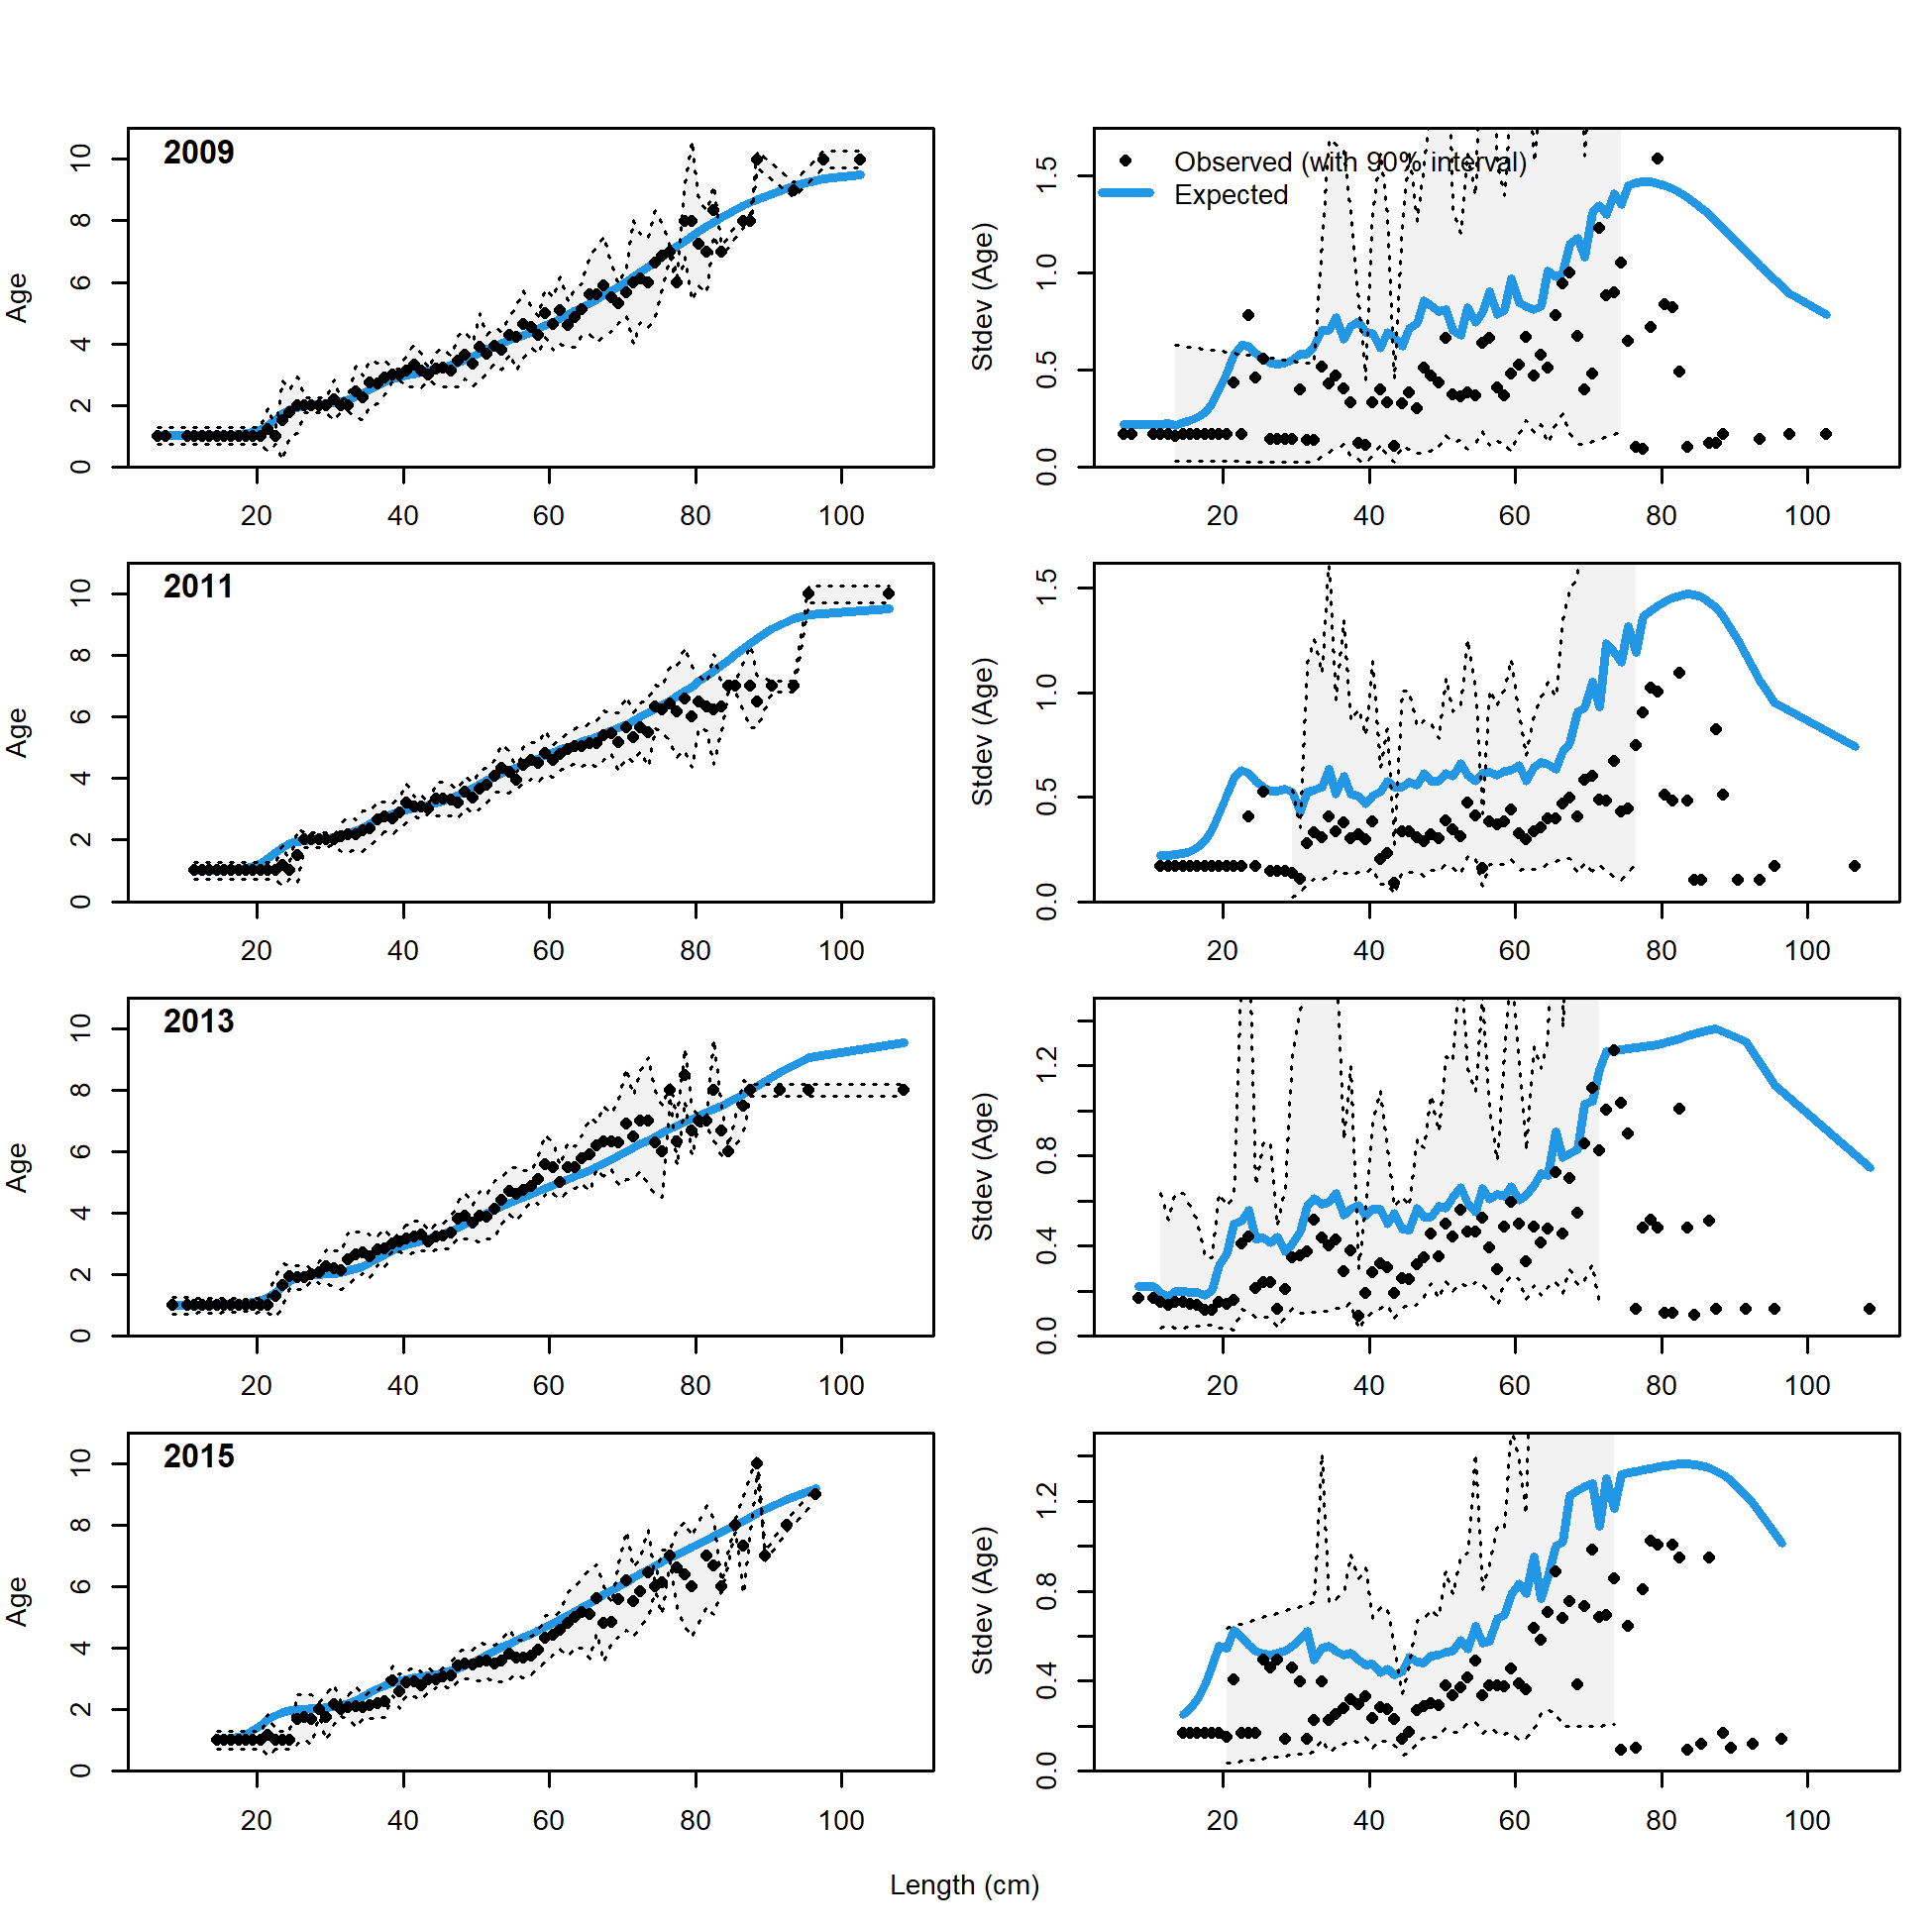 2009
Age
0 2 4 6 8 10
20 40 60 80 100
Observed (with 90% interval)
Expected
Stdev (Age)
0.0 0.5 1.0 1.5
20 40 60 80 100
2011
Age
0 2 4 6 8 10
20 40 60 80 100
Stdev (Age)
0.0 0.5 1.0 1.5
20 40 60 80 100
2013
Age
0 2 4 6 8 10
20 40 60 80 100
Stdev (Age)
0.0 0.4 0.8 1.2
20 40 60 80 100
2015
Age
0 2 4 6 8 10
20 40 60 80 100
Stdev (Age)
0.0 0.4 0.8 1.2
20 40 60 80 100
Length (cm)